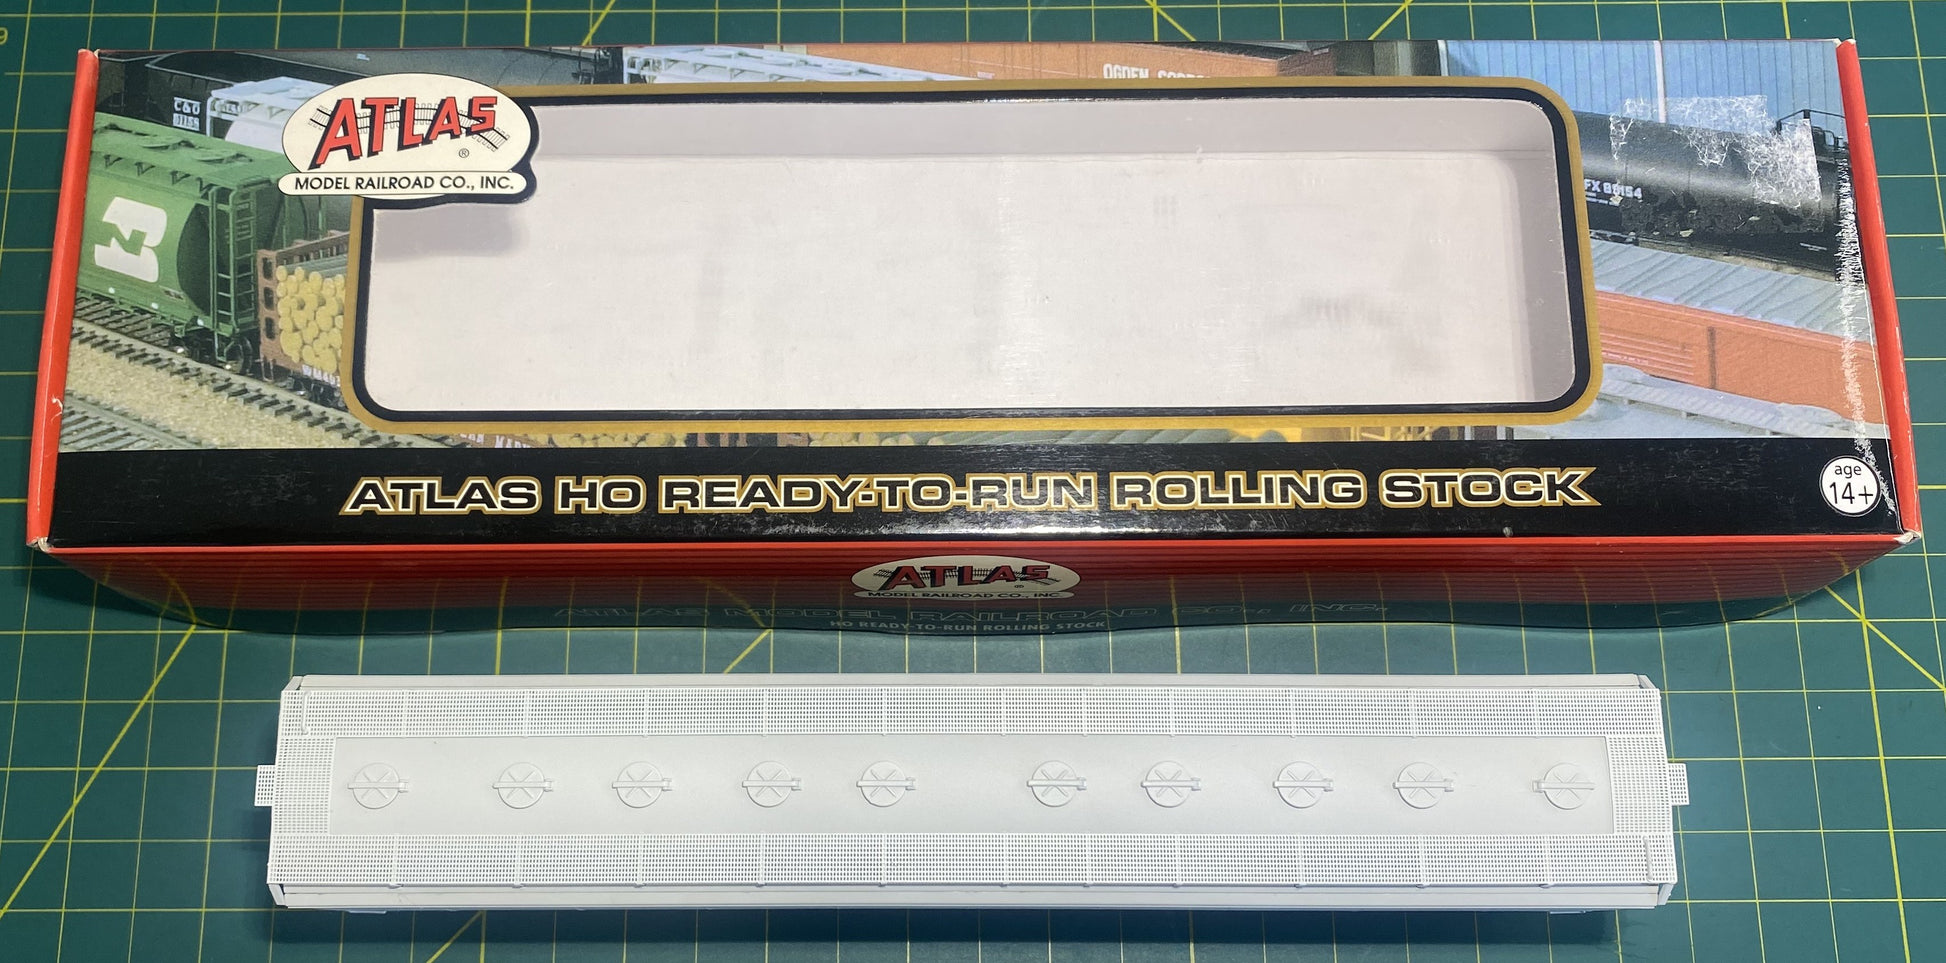 OGDEN
C&O
ATLAS
®
MODEL RAILROAD CO., INC.
ATLAS HO READY-TO-RUN ROLLING STOCK
age
14+
ATLAS
®
MODEL RAILROAD CO., INC.
ATLAS MODEL RAILROAD CO., INC.
HO READY-TO-RUN ROLLING STOCK